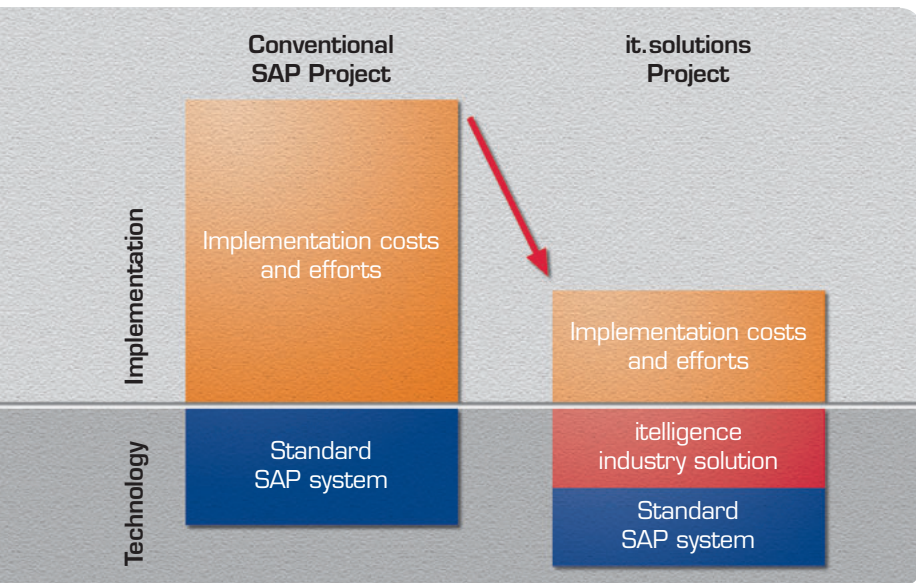 Conventional
SAP Project
it.solutions
Project
Implementation
Implementation costs
and efforts
Implementation costs
and efforts
Technology
Standard
SAP system
itelligence
industry solution
Standard
SAP system